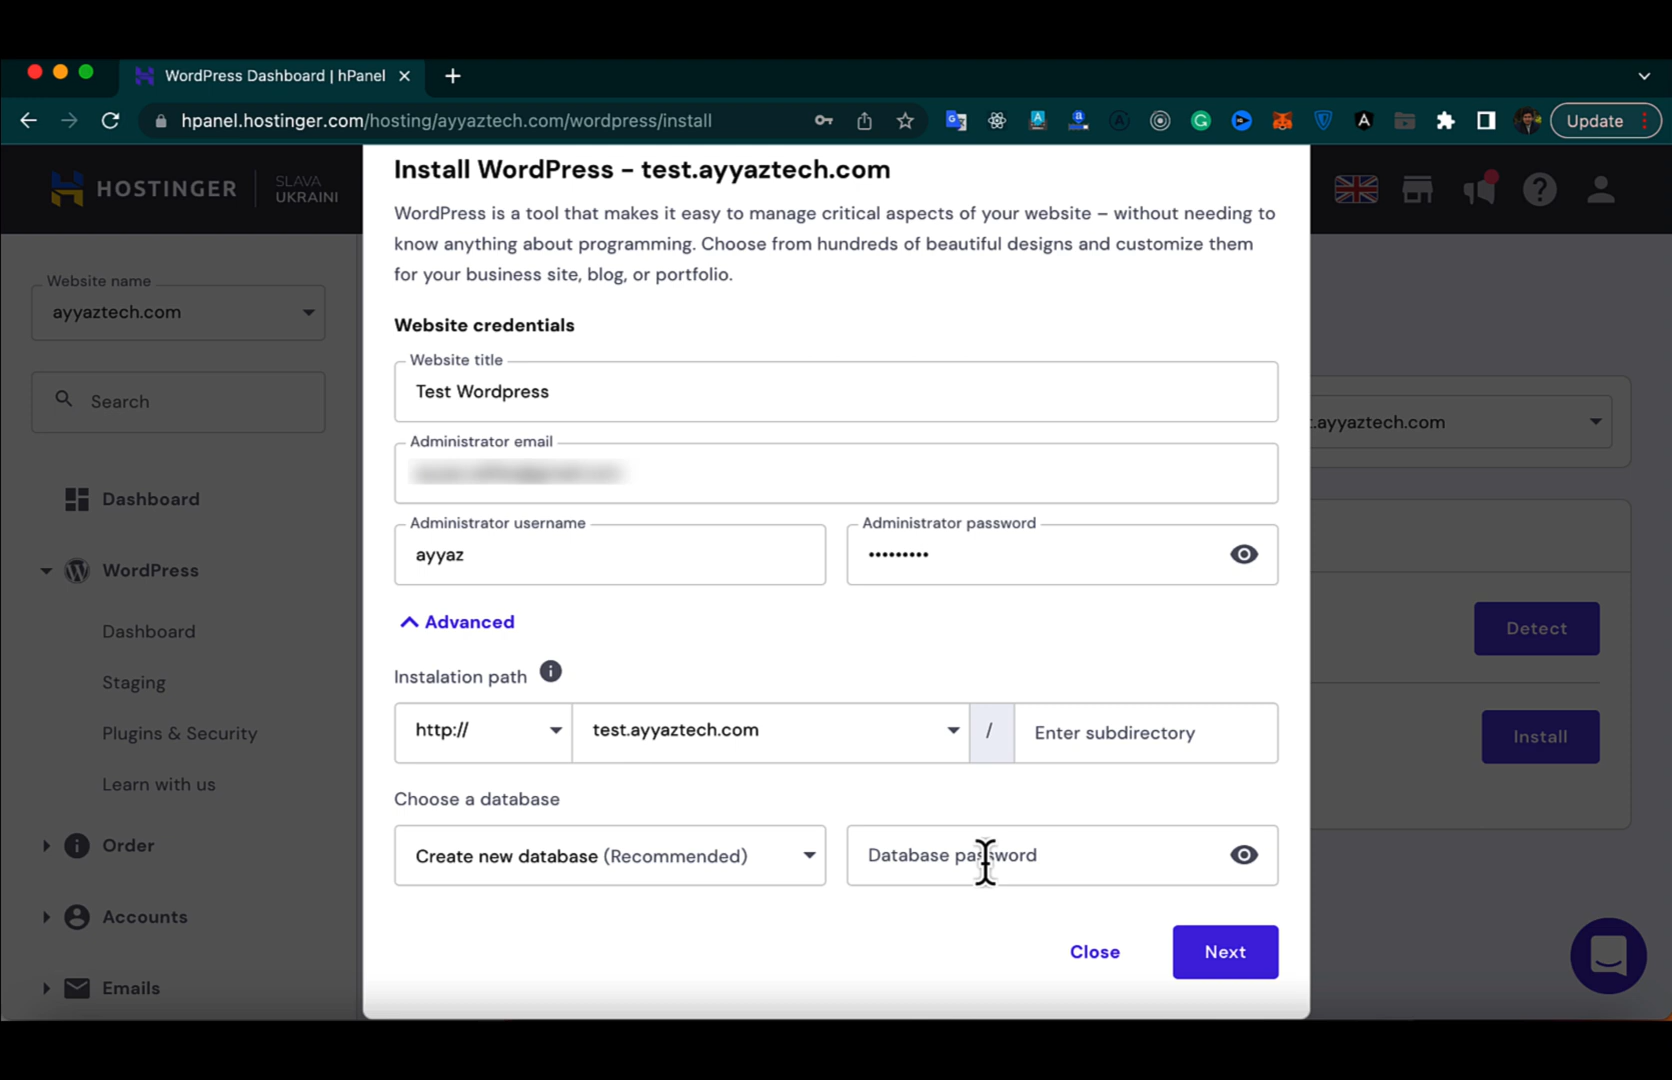 WordPress Dashboard | hPanel
hpanel.hostinger.com/hosting/ayyaztech.com/wordpress/install
Update
HOSTINGER
SLAVA
UKRAINI
Website name
ayyaztech.com
Search
Dashboard
WordPress
Dashboard
Staging
Plugins & Security
Learn with us
Order
Accounts
Emails
Install WordPress – test.ayyaztech.com
WordPress is a tool that makes it easy to manage critical aspects of your website – without needing to
know anything about programming. Choose from hundreds of beautiful designs and customize them
for your business site, blog, or portfolio.
Website credentials
Website title
Test Wordpress
Administrator email
Administrator username
ayyaz
Administrator password
•••••••••
Advanced
Instalation path
http://
test.ayyaztech.com
/
Enter subdirectory
Choose a database
Create new database (Recommended)
Database password
Close
Next
.ayyaztech.com
Detect
Install